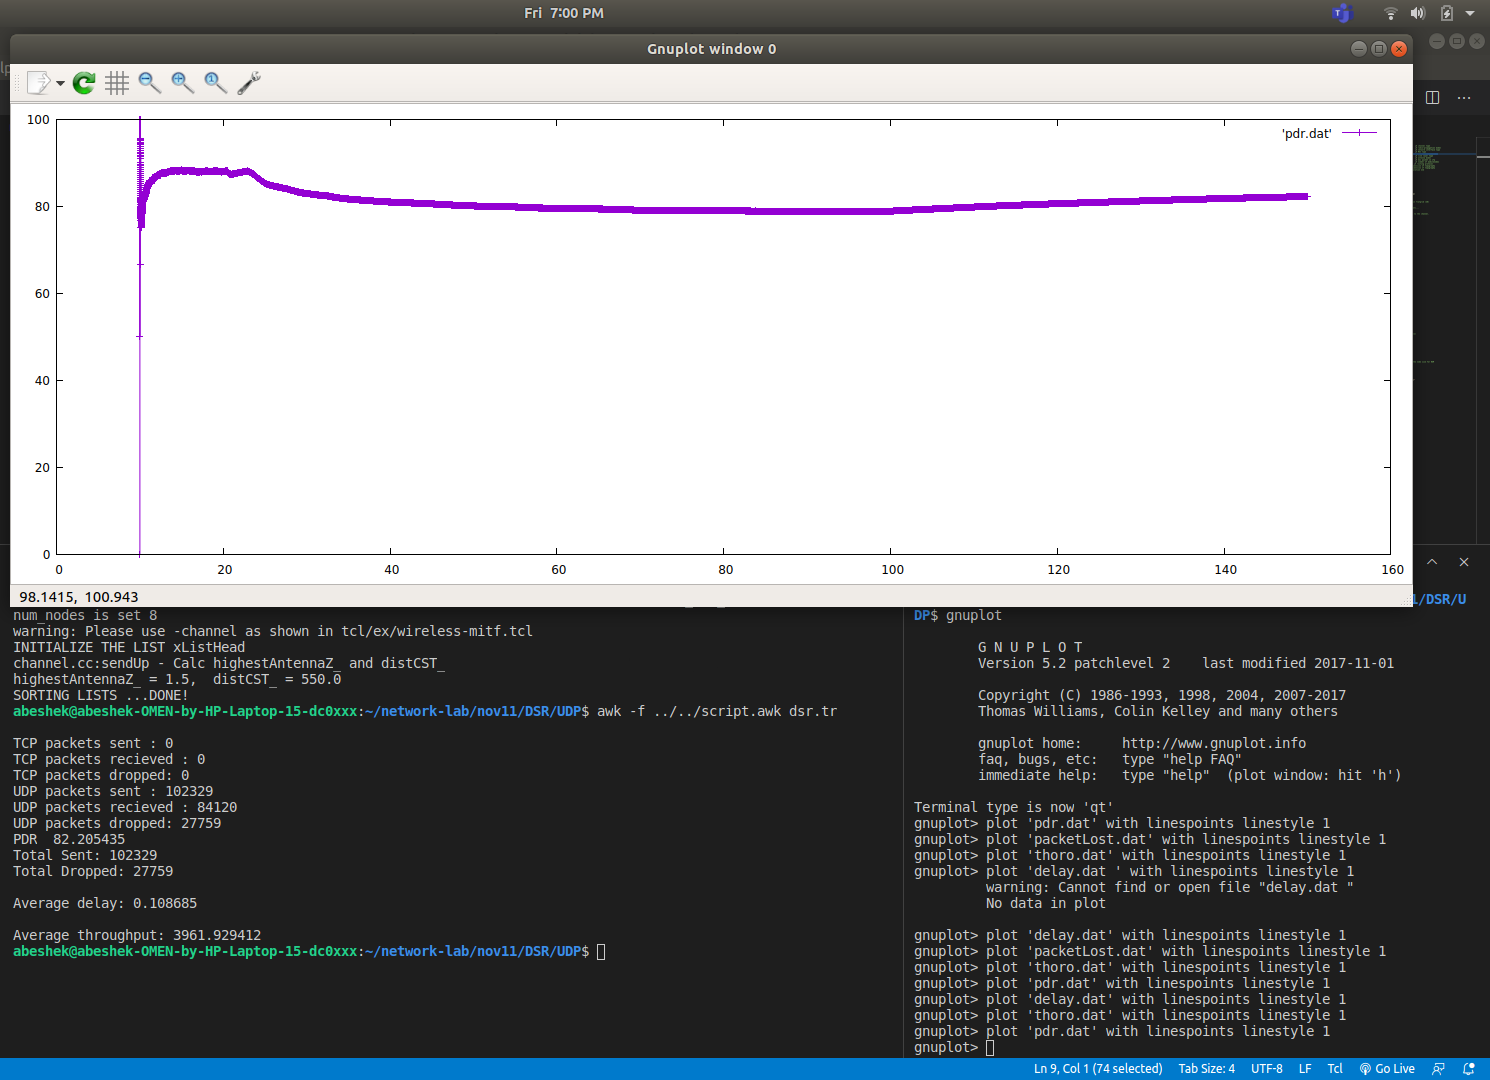 Fri 7:00 PM
Gnuplot window 0
100
80
60
40
20
0
'pdr.dat'
0 20 40 60 80 100 120 140 160
98.1415, 100.943
num_nodes is set 8
warning: Please use -channel as shown in tcl/ex/wireless-mitf.tcl
INITIALIZE THE LIST xListHead
channel.cc:sendUp - Calc highestAntennaZ_ and distCST_
highestAntennaZ_ = 1.5,  distCST_ = 550.0
SORTING LISTS ...DONE!
abeshek@abeshek-OMEN-by-HP-Laptop-15-dc0xxx:~/network-lab/nov11/DSR/UDP$ awk -f ../../script.awk dsr.tr
TCP packets sent : 0
TCP packets recieved : 0
TCP packets dropped: 0
UDP packets sent : 102329
UDP packets recieved : 84120
UDP packets dropped: 27759
PDR  82.205435
Total Sent: 102329
Total Dropped: 27759
Average delay: 0.108685
Average throughput: 3961.929412
abeshek@abeshek-OMEN-by-HP-Laptop-15-dc0xxx:~/network-lab/nov11/DSR/UDP$
1/DSR/U
DP$ gnuplot
G N U P L O T
Version 5.2 patchlevel 2    last modified 2017-11-01
Copyright (C) 1986-1993, 1998, 2004, 2007-2017
Thomas Williams, Colin Kelley and many others
gnuplot home:     http://www.gnuplot.info
faq, bugs, etc:   type "help FAQ"
immediate help:   type "help"  (plot window: hit 'h')
Terminal type is now 'qt'
gnuplot> plot 'pdr.dat' with linespoints linestyle 1
gnuplot> plot 'packetLost.dat' with linespoints linestyle 1
gnuplot> plot 'thoro.dat' with linespoints linestyle 1
gnuplot> plot 'delay.dat ' with linespoints linestyle 1
warning: Cannot find or open file "delay.dat "
No data in plot
gnuplot> plot 'delay.dat' with linespoints linestyle 1
gnuplot> plot 'packetLost.dat' with linespoints linestyle 1
gnuplot> plot 'thoro.dat' with linespoints linestyle 1
gnuplot> plot 'pdr.dat' with linespoints linestyle 1
gnuplot> plot 'delay.dat' with linespoints linestyle 1
gnuplot> plot 'thoro.dat' with linespoints linestyle 1
gnuplot> plot 'pdr.dat' with linespoints linestyle 1
gnuplot>
Ln 9, Col 1 (74 selected) Tab Size: 4 UTF-8 LF Tcl Go Live